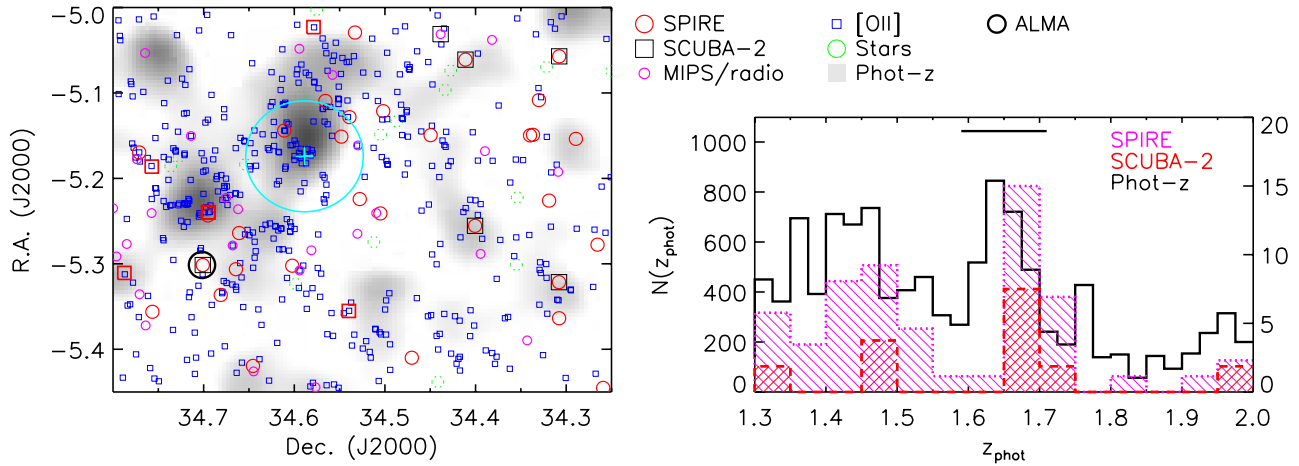 −5.0
−5.1
−5.2
−5.3
−5.4
R.A. (J2000)
34.7 34.6 34.5 34.4 34.3
Dec. (J2000)
SPIRE [OII] ALMA
SCUBA−2 Stars
MIPS/radio Phot−z
1000
800
600
400
200
0
N(z_phot)
20
15
10
5
0
SPIRE
SCUBA−2
Phot−z
1.3 1.4 1.5 1.6 1.7 1.8 1.9 2.0
z_phot